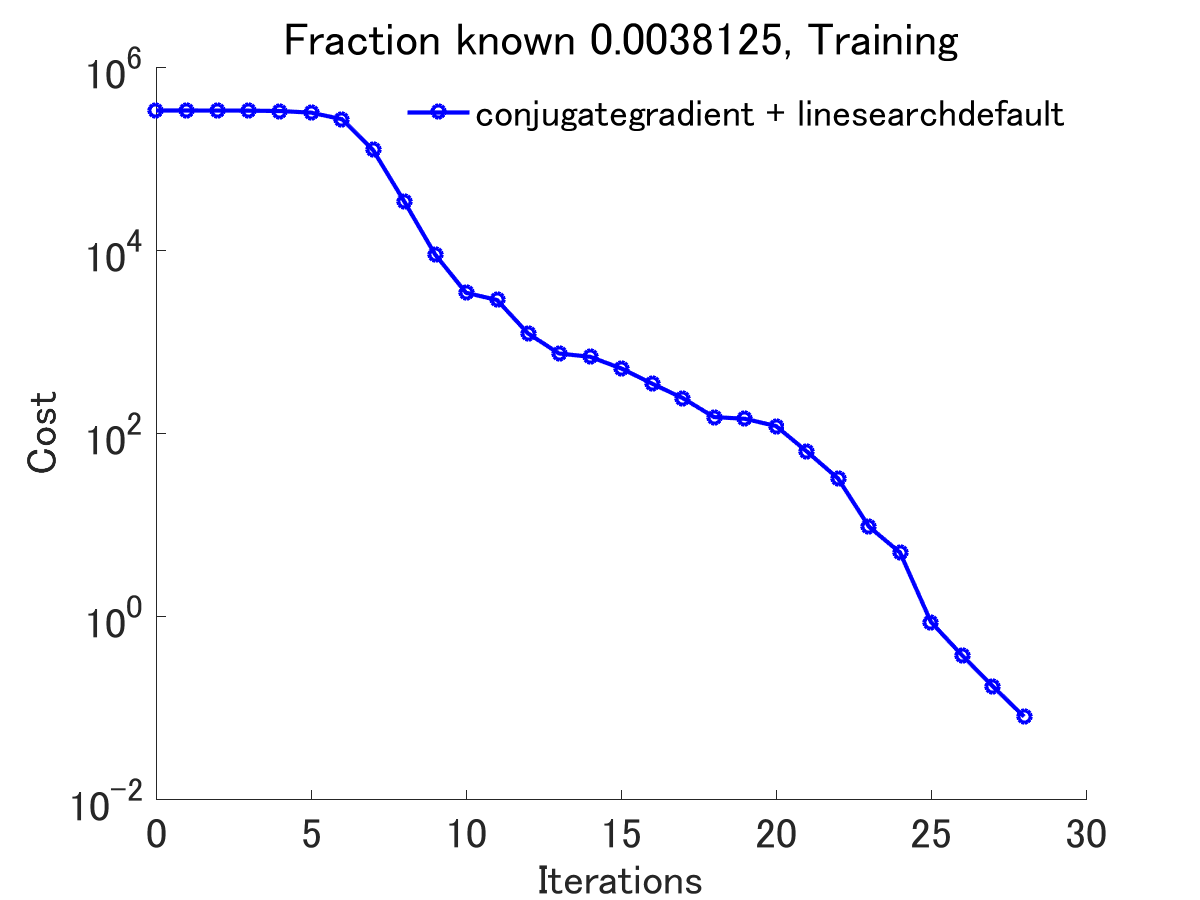 Fraction known 0.0038125, Training
conjugategradient + linesearchdefault
10^6
10^4
10^2
10^0
10^-2
Cost
0 5 10 15 20 25 30
Iterations